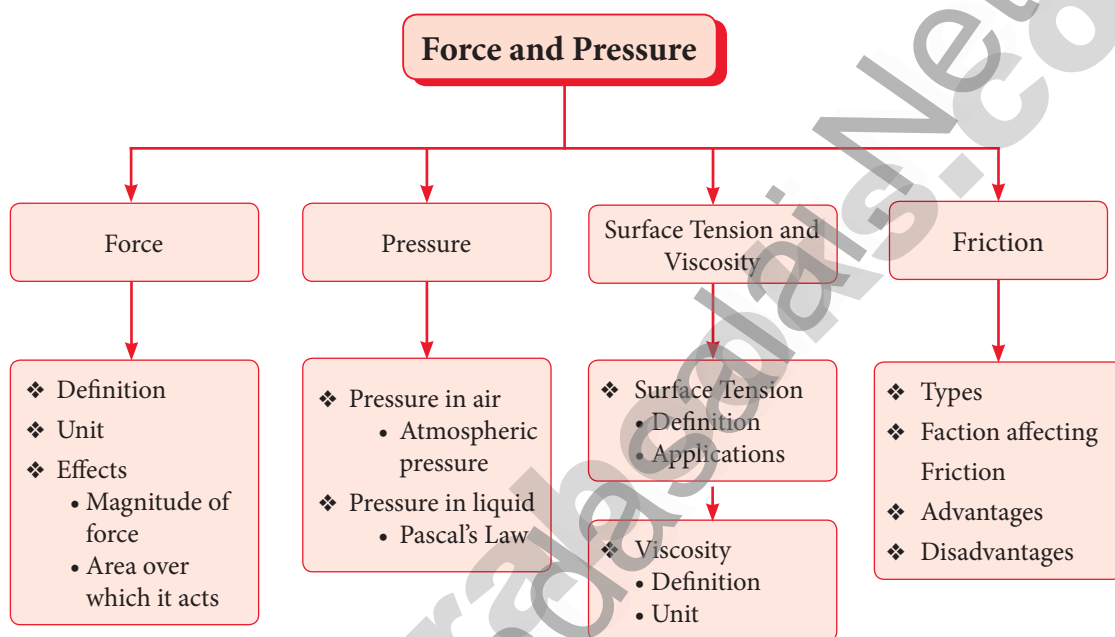 Force and Pressure
Force
❖ Definition
❖ Unit
❖ Effects
• Magnitude of
force
• Area over
which it acts
Pressure
❖ Pressure in air
• Atmospheric
pressure
❖ Pressure in liquid
• Pascal's Law
Surface Tension and
Viscosity
❖ Surface Tension
• Definition
• Applications
❖ Viscosity
• Definition
• Unit
Friction
❖ Types
❖ Faction affecting
Friction
❖ Advantages
❖ Disadvantages